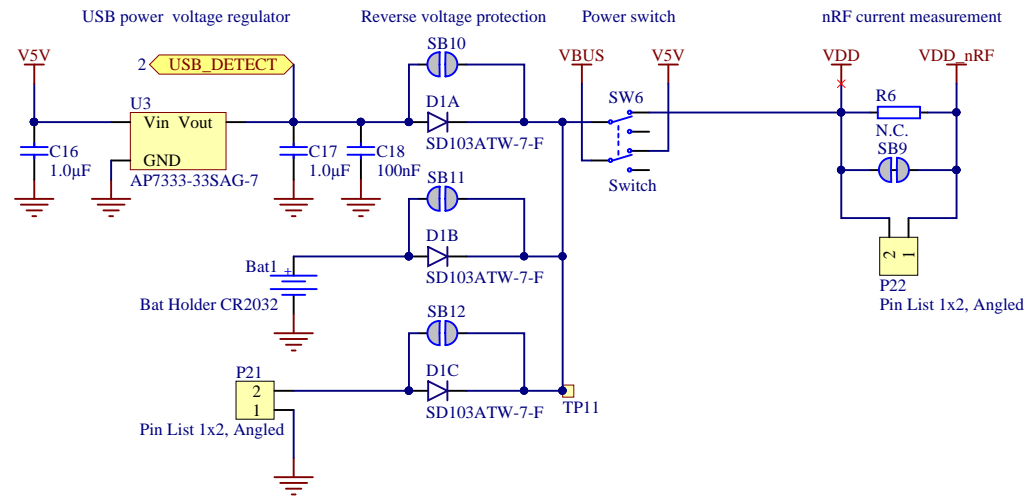 USB power voltage regulator
Reverse voltage protection
Power switch
nRF current measurement
V5V
2
USB_DETECT
SB10
VBUS
V5V
VDD
VDD_nRF
U3
Vin Vout
GND
AP7333-33SAG-7
D1A
SD103ATW-7-F
SW6
Switch
R6
N.C.
SB9
C16
1.0µF
C17
1.0µF
C18
100nF
SB11
D1B
SD103ATW-7-F
Bat1
+
Bat Holder CR2032
2
1
P22
Pin List 1x2, Angled
SB12
D1C
SD103ATW-7-F
TP11
P21
2
1
Pin List 1x2, Angled